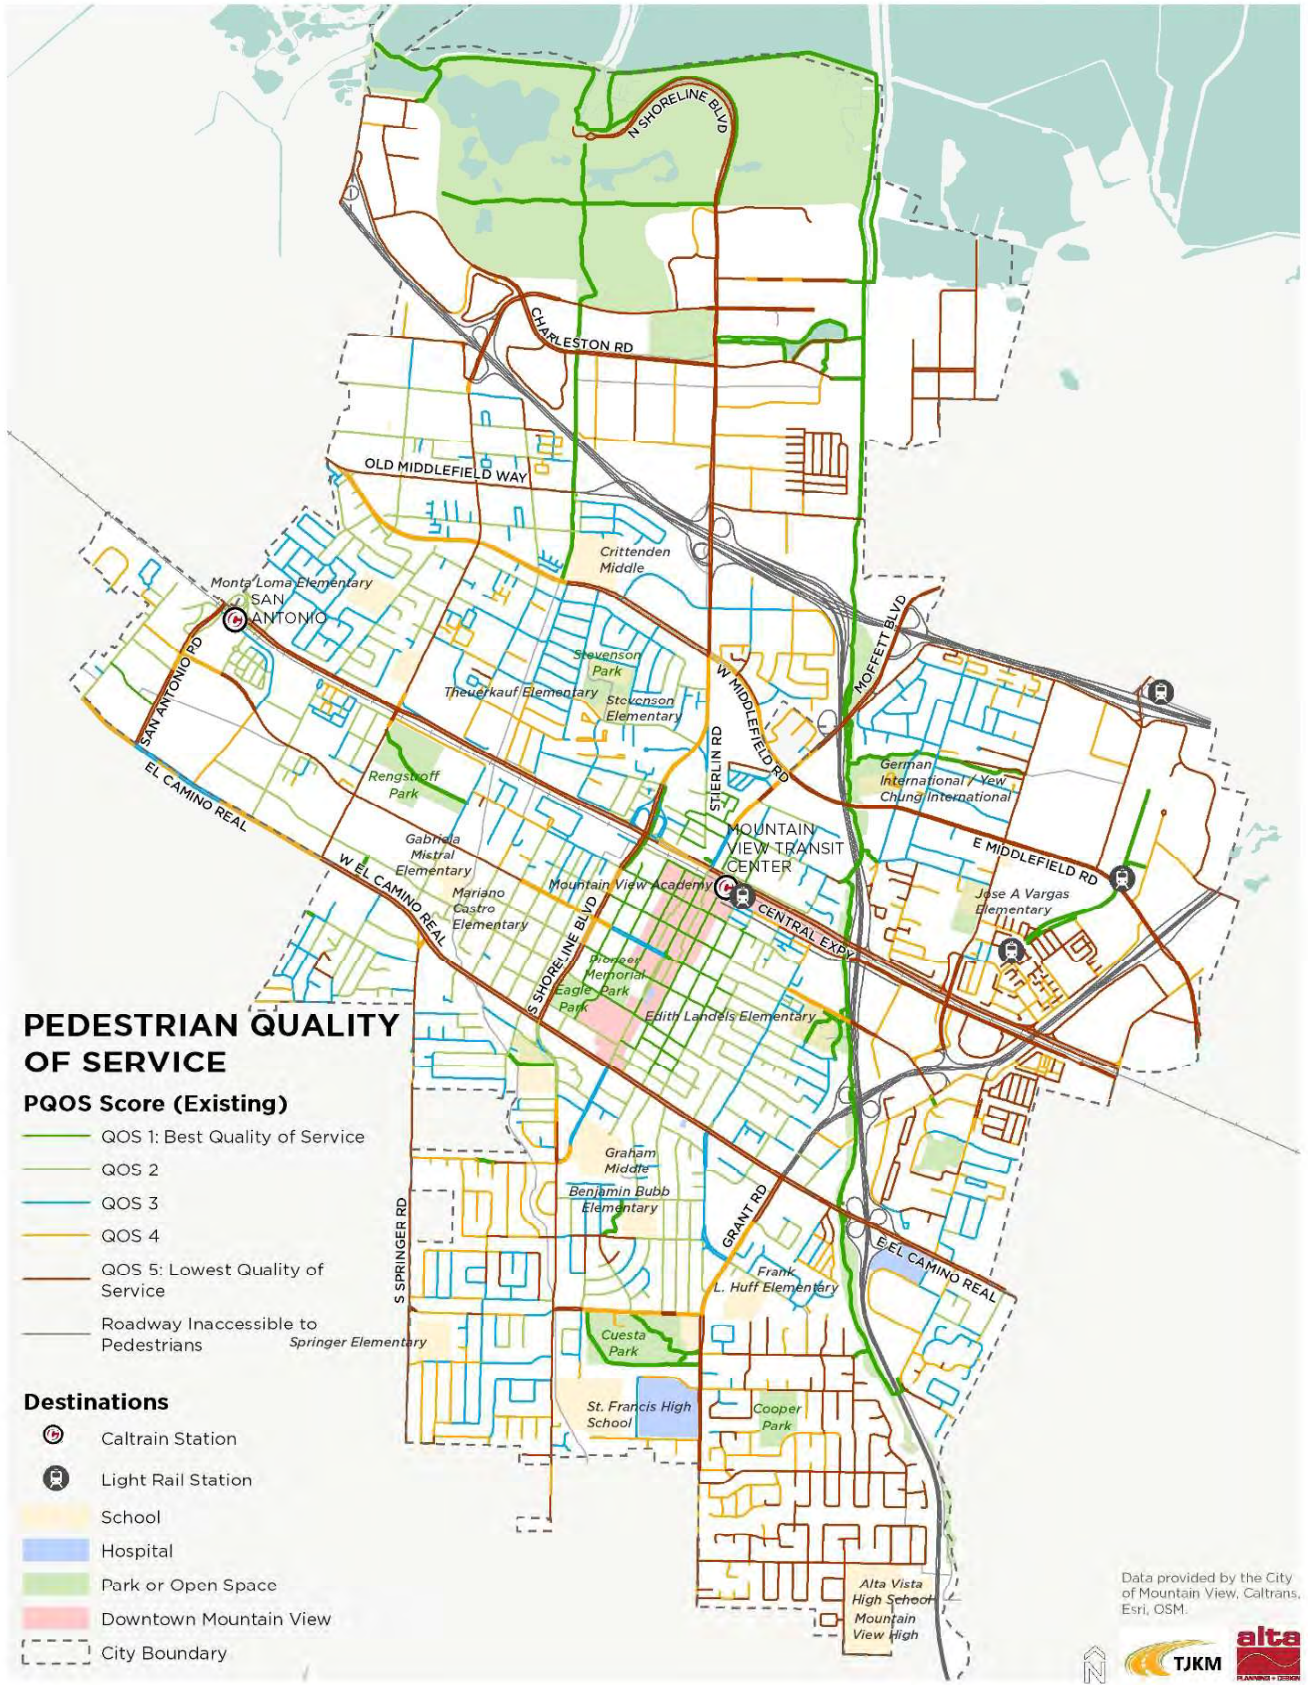 N SHORELINE BLVD
CHARLESTON RD
OLD MIDDLEFIELD WAY
Crittenden
Middle
Monta Loma Elementary
SAN
ANTONIO
MOFFETT BLVD
SAN ANTONIO RD
Stevenson
Park
Theuerkauf Elementary
Stevenson
Elementary
W MIDDLEFIELD RD
STIERLIN RD
EL CAMINO REAL
Rengstroff
Park
German
International / Yew
Chung International
MOUNTAIN
VIEW TRANSIT
CENTER
Gabriela
Mistral
Elementary
E MIDDLEFIELD RD
W EL CAMINO REAL
Mountain View Academy
Mariano
Castro
Elementary
Jose A Vargas
Elementary
CENTRAL EXPY
S SHORELINE BLVD
Pioneer
Memorial
Park
Eagle
Park
Edith Landels Elementary
PEDESTRIAN QUALITY
OF SERVICE
PQOS Score (Existing)
QOS 1: Best Quality of Service
QOS 2
QOS 3
QOS 4
QOS 5: Lowest Quality of
Service
Roadway Inaccessible to
Pedestrians
Graham
Middle
Benjamin Bubb
Elementary
GRANT RD
S SPRINGER RD
E EL CAMINO REAL
Frank
L. Huff Elementary
Springer Elementary
Cuesta
Park
St. Francis High
School
Cooper
Park
Destinations
Caltrain Station
Light Rail Station
School
Hospital
Park or Open Space
Downtown Mountain View
City Boundary
Alta Vista
High School
Mountain
View High
Data provided by the City
of Mountain View, Caltrans,
Esri, OSM.
N
TJKM
alta
PLANNING + DESIGN